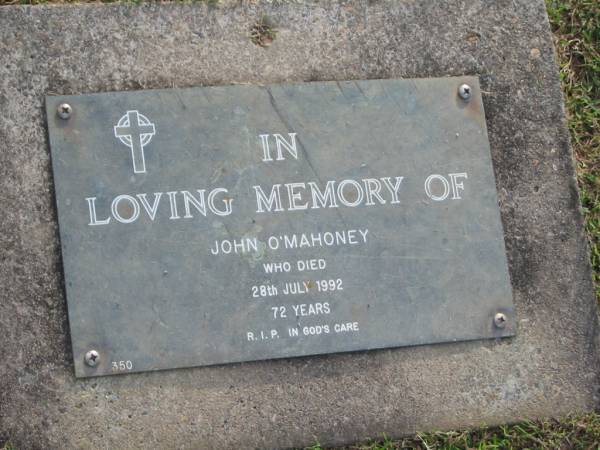 IN
LOVING MEMORY OF
JOHN O'MAHONEY
WHO DIED
28th JULY 1992
72 YEARS
R.I.P. IN GOD'S CARE
350